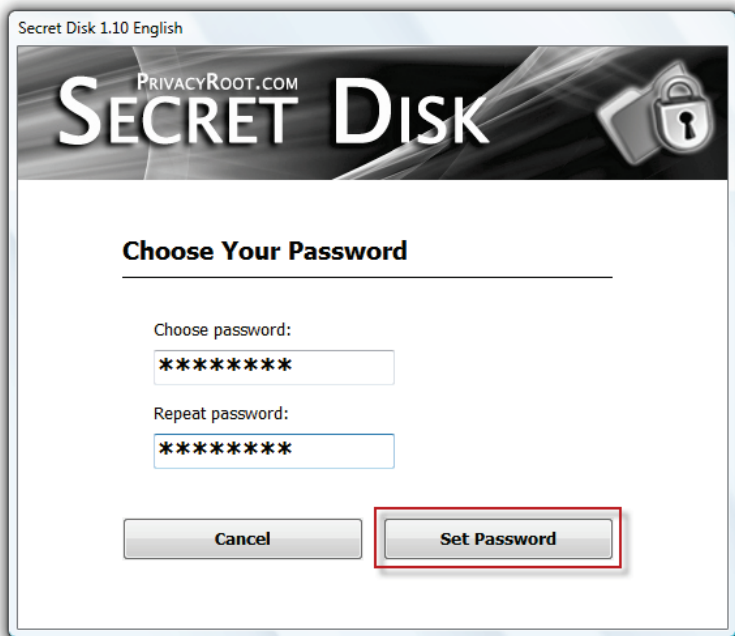 Secret Disk 1.10 English
PRIVACYROOT.COM
SECRET DISK
Choose Your Password
Choose password:
********
Repeat password:
********
Cancel
Set Password